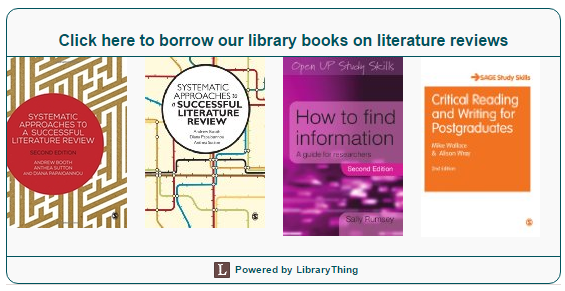 Click here to borrow our library books on literature reviews
SYSTEMATIC
APPROACHES TO
A SUCCESSFUL
LITERATURE REVIEW
SECOND EDITION
ANDREW BOOTH
ANTHEA SUTTON
AND DIANA PAPAIOANNOU
SYSTEMATIC
APPROACHES to
a SUCCESSFUL
LITERATURE
REVIEW
Andrew Booth
Diana Papaioannou
Anthea Sutton
Open UP Study Skills
How to find
information
A guide for researchers
Second Edition
Sally Rumsey
SAGE Study Skills
Critical Reading
and Writing for
Postgraduates
Mike Wallace
& Alison Wray
2nd Edition
L Powered by LibraryThing